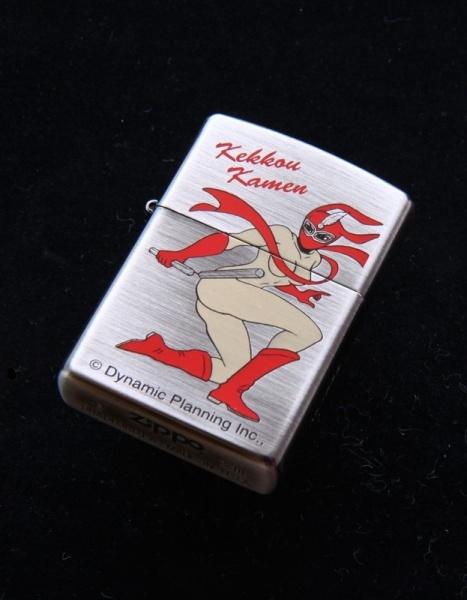 Kekkou
Kamen
© Dynamic Planning Inc.,
Zippo